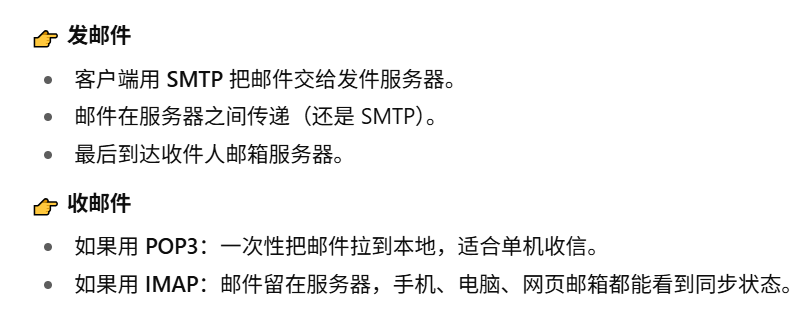 👉 发邮件
• 客户端用 SMTP 把邮件交给发件服务器。
• 邮件在服务器之间传递（还是 SMTP）。
• 最后到达收件人邮箱服务器。
👉 收邮件
• 如果用 POP3：一次性把邮件拉到本地，适合单机收信。
• 如果用 IMAP：邮件留在服务器，手机、电脑、网页邮箱都能看到同步状态。